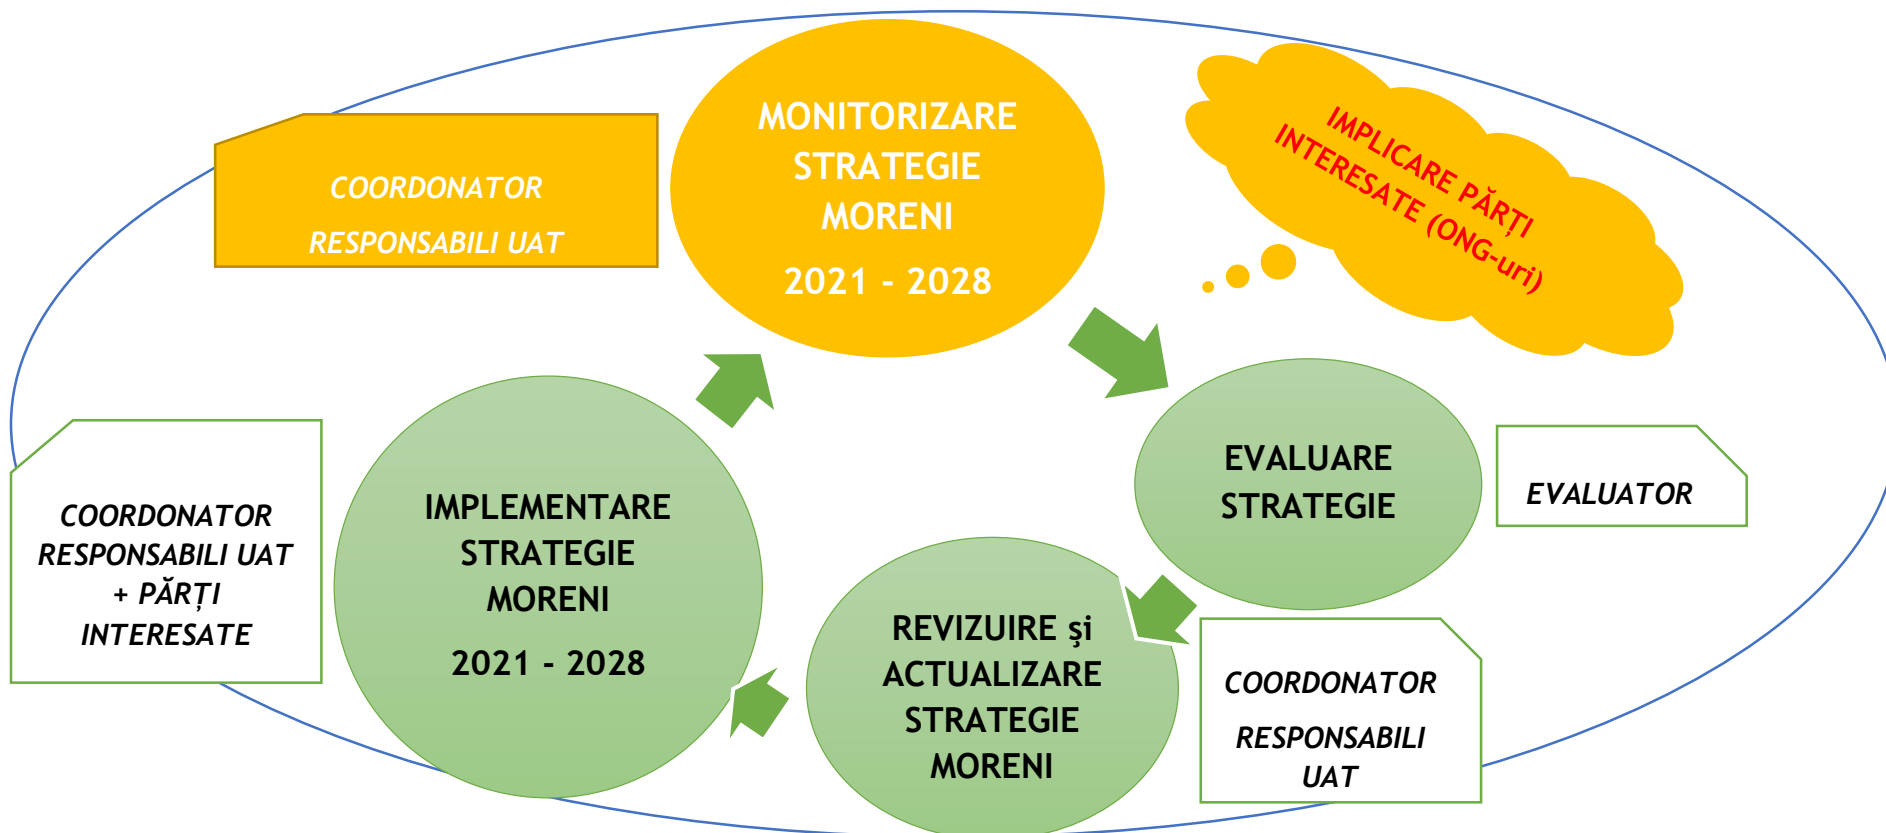 MONITORIZARE
STRATEGIE
MORENI
2021 - 2028
COORDONATOR
RESPONSABILI UAT
IMPLICARE PĂRȚI
INTERESATE (ONG-uri)
EVALUARE
STRATEGIE
EVALUATOR
IMPLEMENTARE
STRATEGIE
MORENI
2021 - 2028
COORDONATOR
RESPONSABILI UAT
+ PĂRȚI
INTERESATE
REVIZUIRE și
ACTUALIZARE
STRATEGIE
MORENI
COORDONATOR
RESPONSABILI
UAT